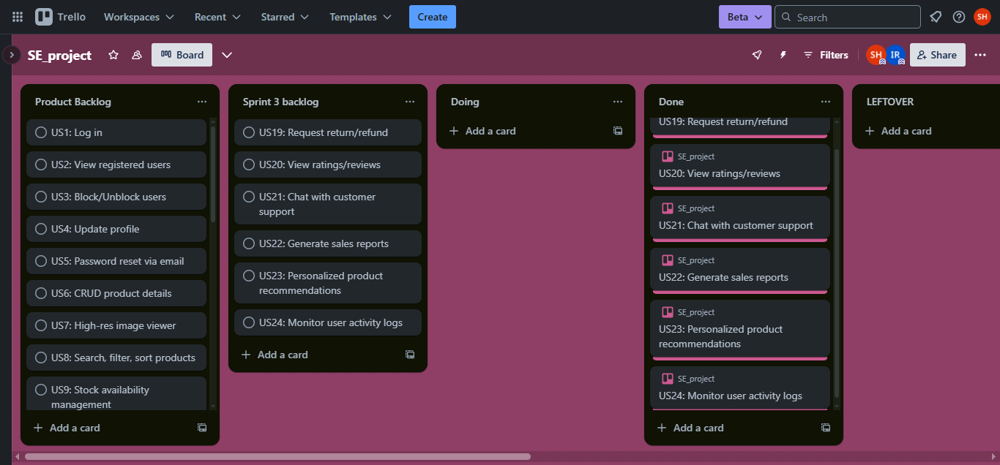 Trello
Workspaces
Recent
Starred
Templates
Create
Beta
Search
SH
SE_project
Board
Filters
SH
IR
Share
Product Backlog
US1: Log in
US2: View registered users
US3: Block/Unblock users
US4: Update profile
US5: Password reset via email
US6: CRUD product details
US7: High-res image viewer
US8: Search, filter, sort products
US9: Stock availability
management
Add a card
Sprint 3 backlog
US19: Request return/refund
US20: View ratings/reviews
US21: Chat with customer
support
US22: Generate sales reports
US23: Personalized product
recommendations
US24: Monitor user activity logs
Add a card
Doing
Add a card
Done
US19: Request return/refund
SE_project
US20: View ratings/reviews
SE_project
US21: Chat with customer support
SE_project
US22: Generate sales reports
SE_project
US23: Personalized product
recommendations
SE_project
US24: Monitor user activity logs
Add a card
LEFTOVER
Add a card